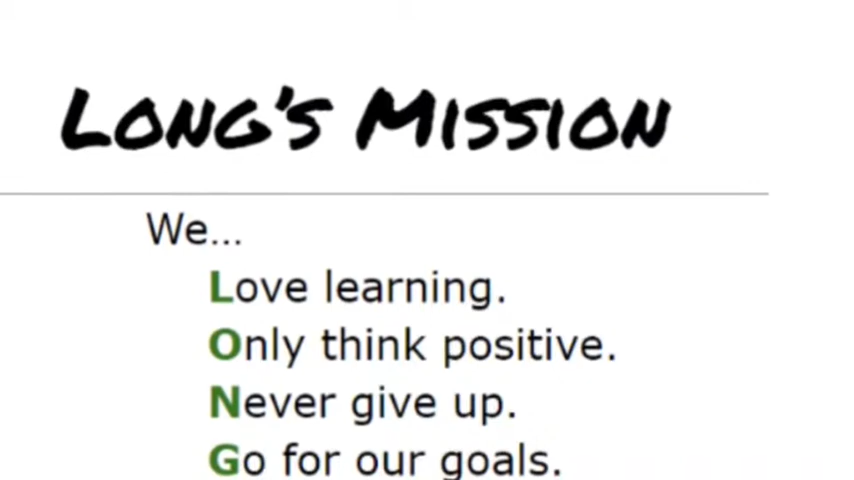 Long's Mission
We...
Love learning.
Only think positive.
Never give up.
Go for our goals.